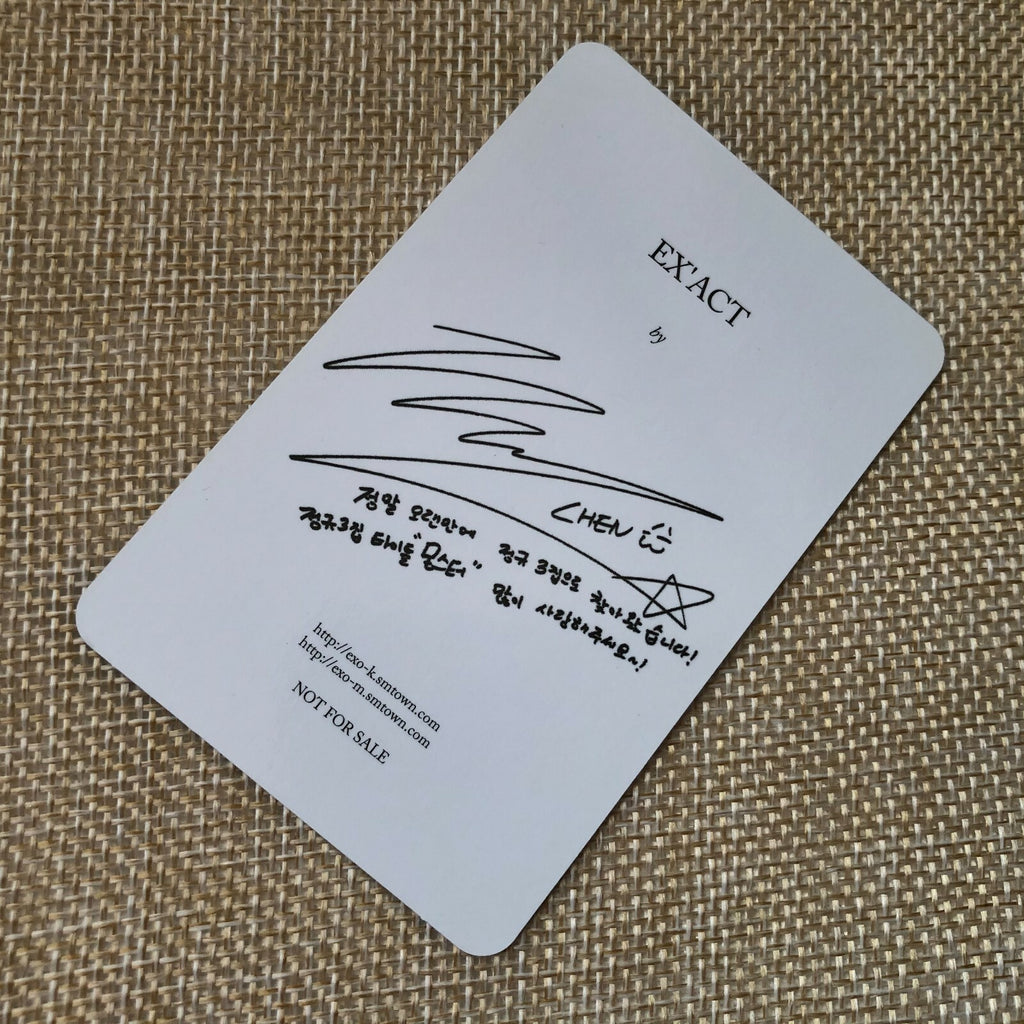 EX'ACT
by
CHEN
정말 오랜만에 정규 3집으로 찾아왔습니다!
정규3집 타이틀 "몬스터" 많이 사랑해주세요~!
http://exo-k.smtown.com
http://exo-m.smtown.com
NOT FOR SALE